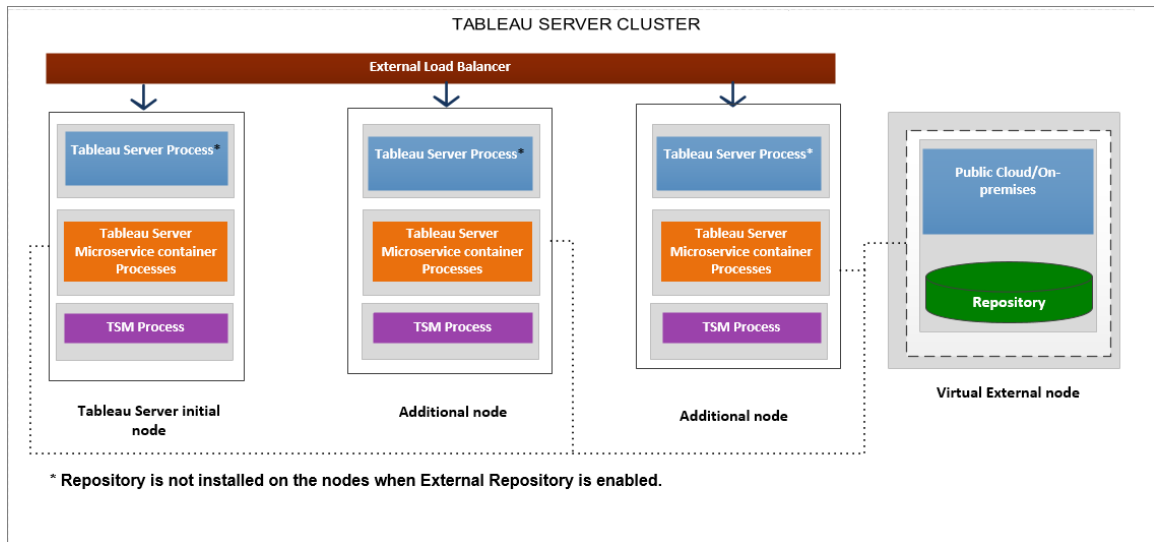 TABLEAU SERVER CLUSTER
External Load Balancer
Tableau Server Process*
Tableau Server
Microservice container
Processes
TSM Process
Tableau Server initial
node
Tableau Server Process*
Tableau Server
Microservice container
Processes
TSM Process
Additional node
Tableau Server Process*
Tableau Server
Microservice container
Processes
TSM Process
Additional node
Public Cloud/On-
premises
Repository
Virtual External node
* Repository is not installed on the nodes when External Repository is enabled.